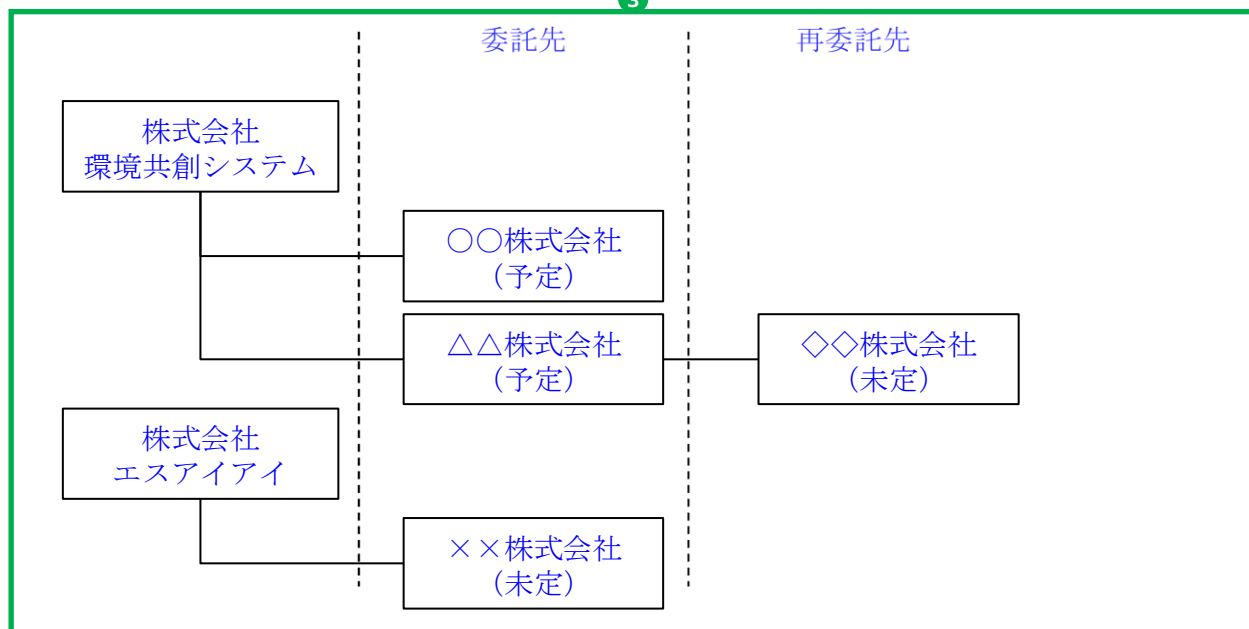 3
委託先
再委託先
株式会社
環境共創システム
○○株式会社
(予定)
△△株式会社
(予定)
◇◇株式会社
(未定)
株式会社
エスアイアイ
××株式会社
(未定)